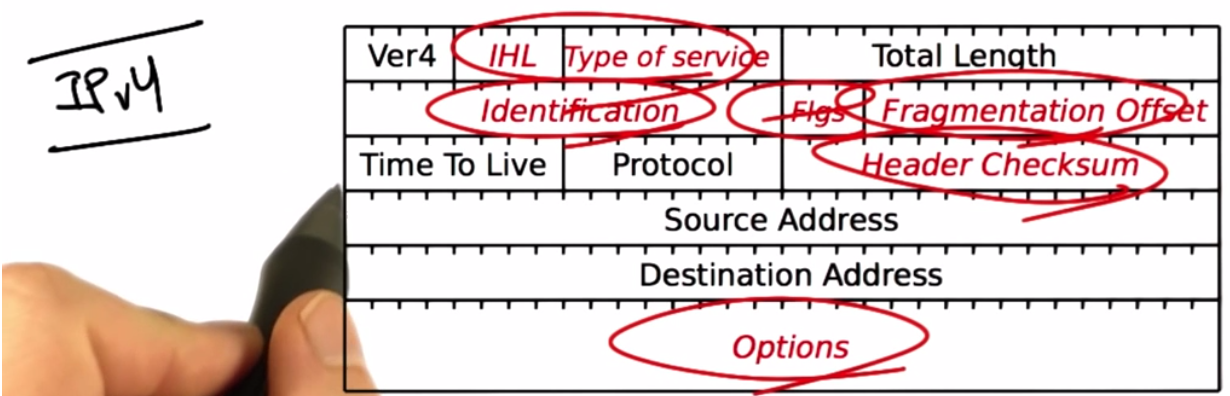 IPv4
Ver4 IHL Type of service Total Length
Identification Flgs Fragmentation Offset
Time To Live Protocol Header Checksum
Source Address
Destination Address
Options